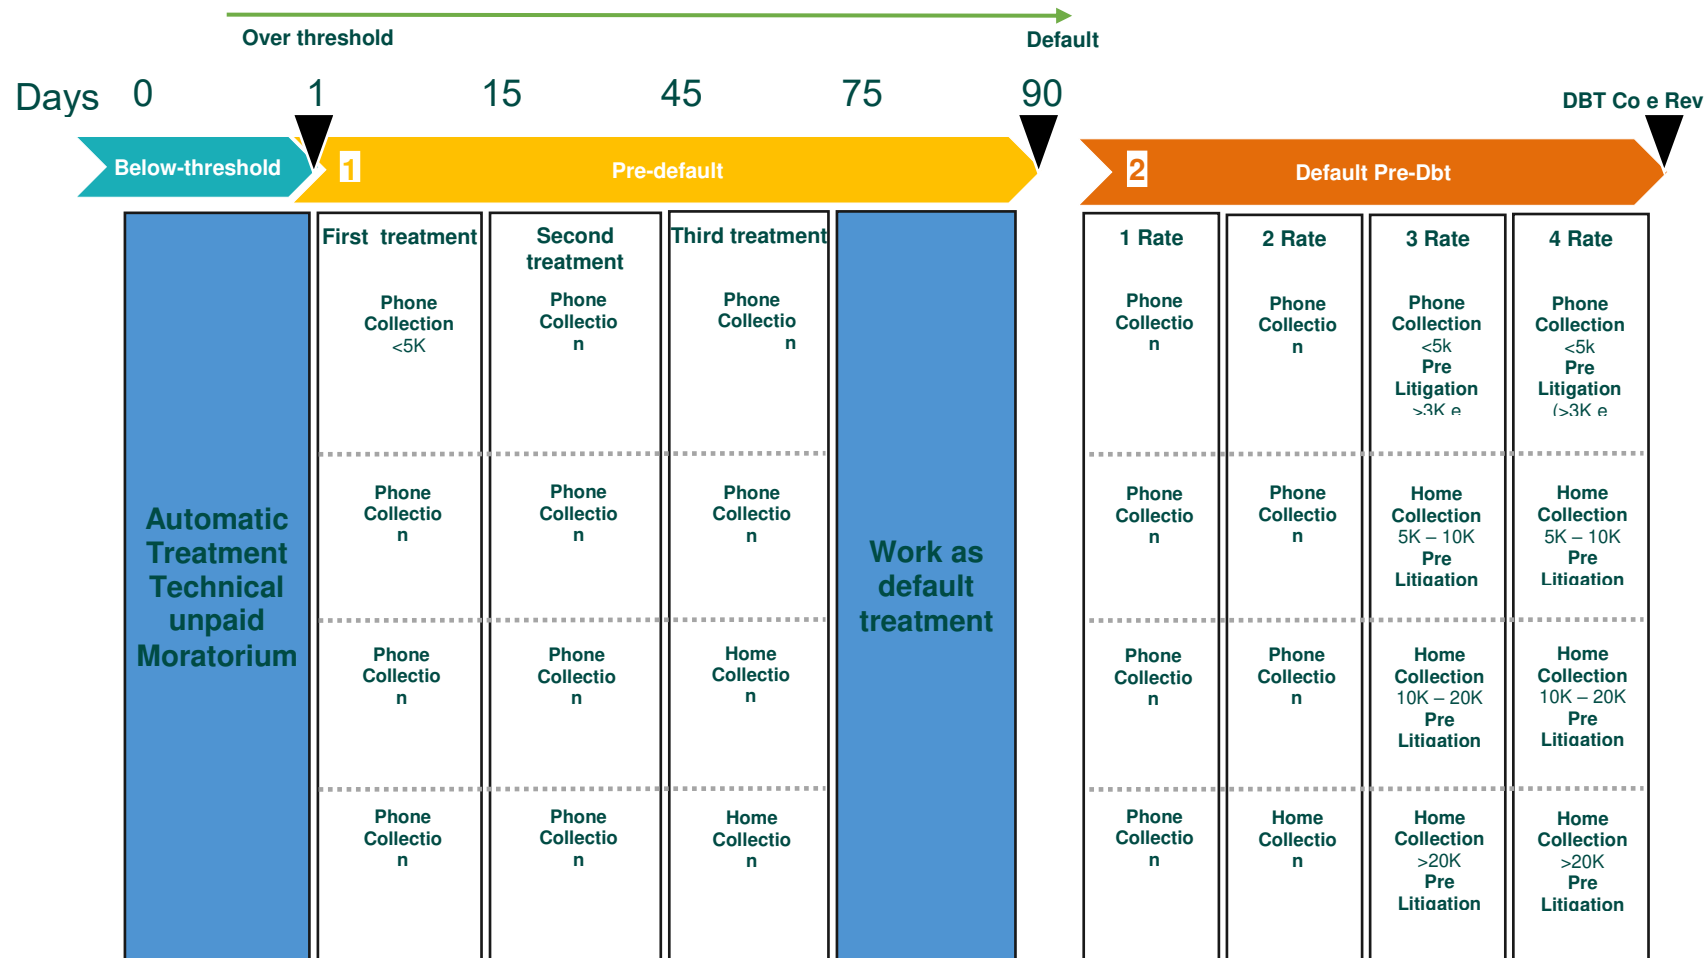 Over threshold
Default
Days 0 1 15 45 75 90
DBT Co e Rev
Below-threshold
1
Pre-default
2
Default Pre-Dbt
Automatic
Treatment
Technical
unpaid
Moratorium
First treatment
Phone
Collection
<5K
Phone
Collectio
n
Phone
Collectio
n
Phone
Collectio
n
Second
treatment
Phone
Collectio
n
Phone
Collectio
n
Phone
Collectio
n
Phone
Collectio
n
Third treatment
Phone
Collectio
n
Phone
Collectio
n
Home
Collectio
n
Home
Collectio
n
Work as
default
treatment
1 Rate
Phone
Collectio
n
Phone
Collectio
n
Phone
Collectio
n
Phone
Collectio
n
2 Rate
Phone
Collectio
n
Phone
Collectio
n
Phone
Collectio
n
Home
Collectio
n
3 Rate
Phone
Collection
<5k
Pre
Litigation
>3K e
Home
Collection
5K – 10K
Pre
Litigation
Home
Collection
10K – 20K
Pre
Litigation
Home
Collection
>20K
Pre
Litigation
4 Rate
Phone
Collection
<5k
Pre
Litigation
(>3K e
Home
Collection
5K – 10K
Pre
Litigation
Home
Collection
10K – 20K
Pre
Litigation
Home
Collection
>20K
Pre
Litigation